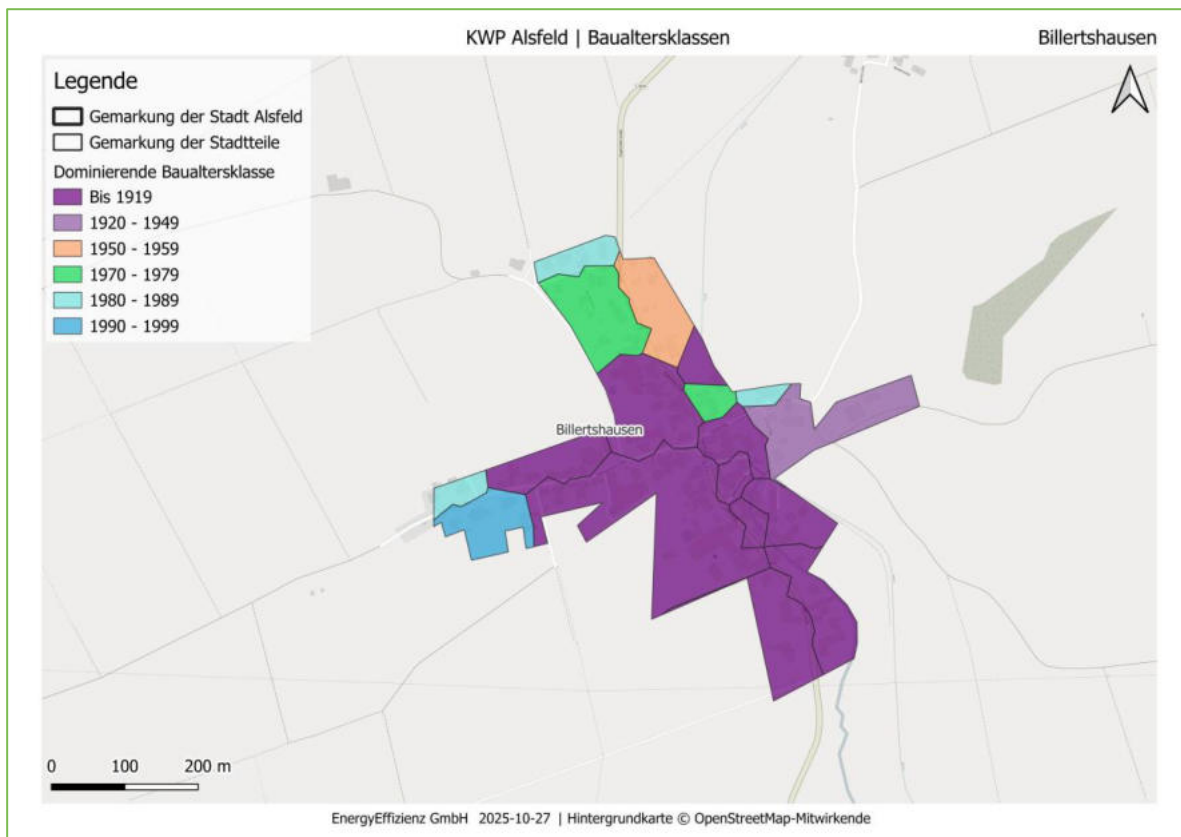 KWP Alsfeld | Baualtersklassen
Billertshausen
Legende
Gemarkung der Stadt Alsfeld
Gemarkung der Stadtteile
Dominierende Baualtersklasse
Bis 1919
1920 - 1949
1950 - 1959
1970 - 1979
1980 - 1989
1990 - 1999
Billertshausen
0 100 200 m
EnergyEffizienz GmbH 2025-10-27 | Hintergrundkarte © OpenStreetMap-Mitwirkende